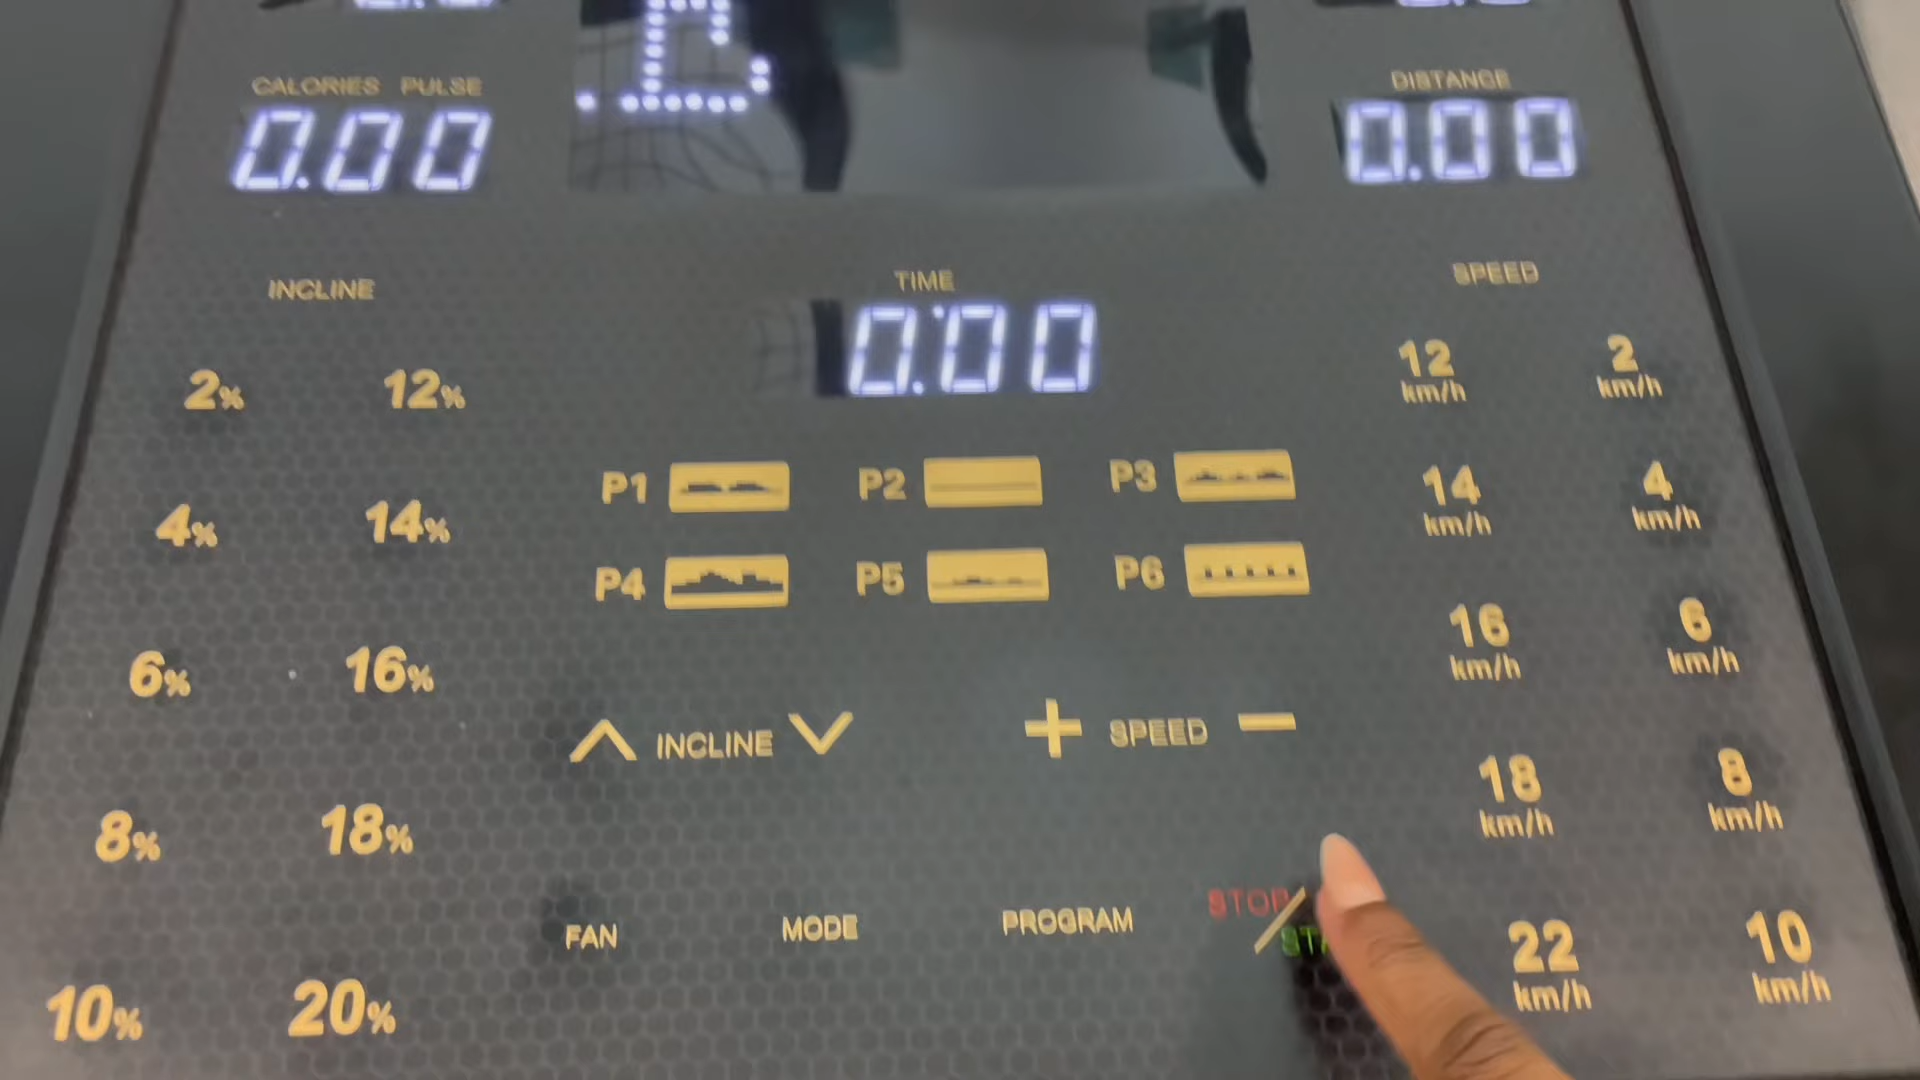 CALORIES PULSE
0.00
DISTANCE
0.00
INCLINE
TIME
0:00
SPEED
2% 12%
4% 14%
6% 16%
8% 18%
10% 20%
P1 P2 P3
P4 P5 P6
INCLINE
+ SPEED −
FAN MODE PROGRAM STOP/
12 km/h 2 km/h
14 km/h 4 km/h
16 km/h 6 km/h
18 km/h 8 km/h
22 km/h 10 km/h